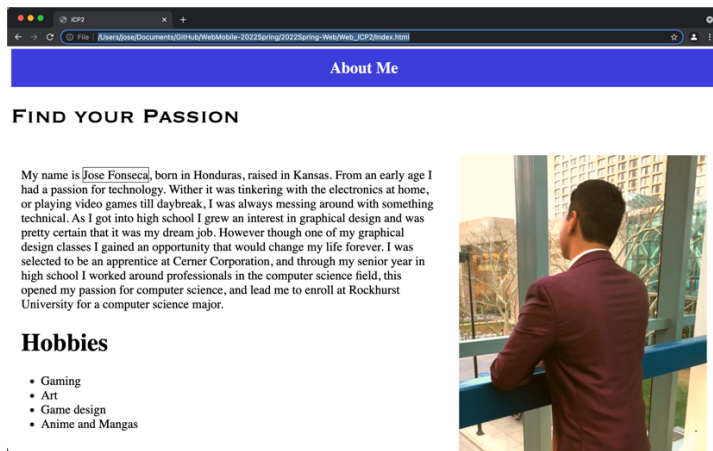 ICP2
File | /Users/jose/Documents/GitHub/WebMobile-2022Spring/2022Spring-Web/Web_ICP2/index.html
About Me
FIND YOUR PASSION
My name is Jose Fonseca, born in Honduras, raised in Kansas. From an early age I
had a passion for technology. Wither it was tinkering with the electronics at home,
or playing video games till daybreak, I was always messing around with something
technical. As I got into high school I grew an interest in graphical design and was
pretty certain that it was my dream job. However though one of my graphical
design classes I gained an opportunity that would change my life forever. I was
selected to be an apprentice at Cerner Corporation, and through my senior year in
high school I worked around professionals in the computer science field, this
opened my passion for computer science, and lead me to enroll at Rockhurst
University for a computer science major.
Hobbies
• Gaming
• Art
• Game design
• Anime and Mangas